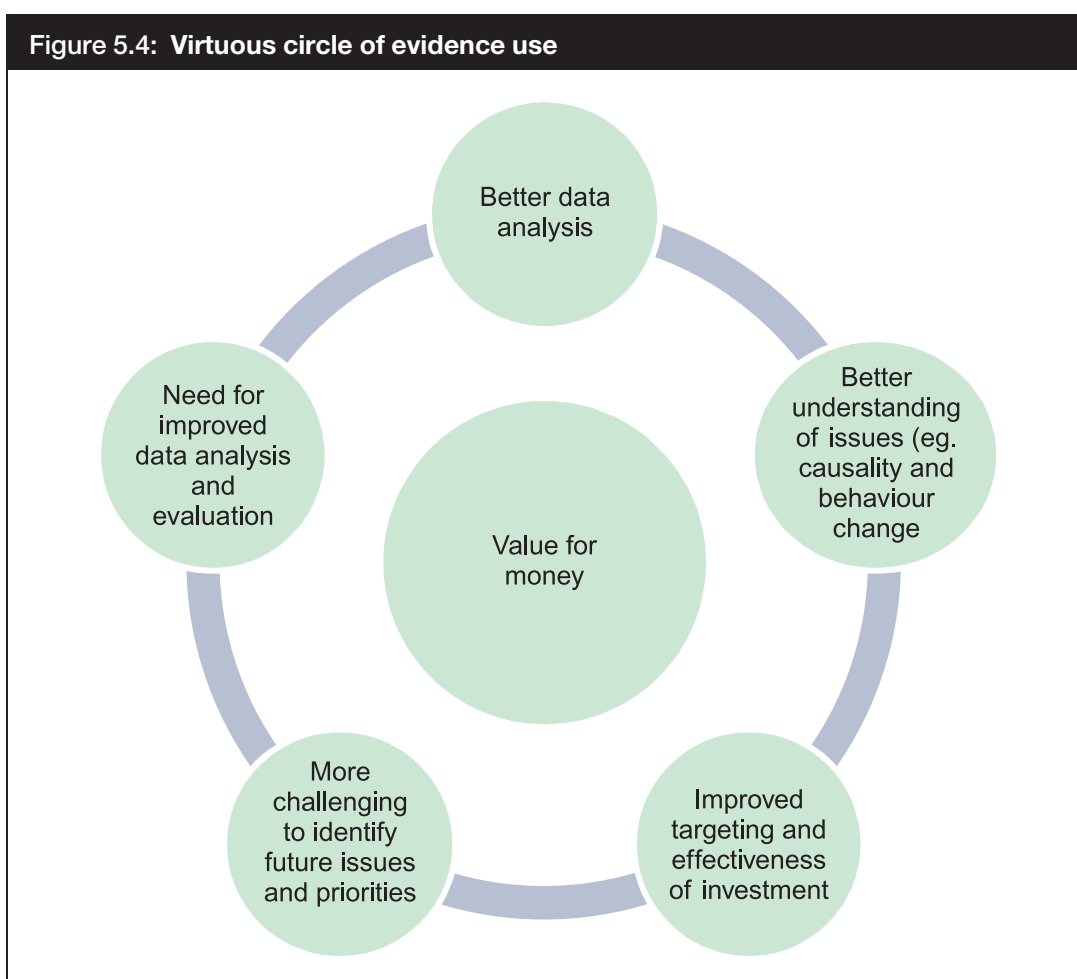 Figure 5.4: Virtuous circle of evidence use
Better data
analysis
Better
understanding
of issues (eg.
causality and
behaviour
change
Improved
targeting and
effectiveness
of investment
More
challenging
to identify
future issues
and priorities
Need for
improved
data analysis
and
evaluation
Value for
money